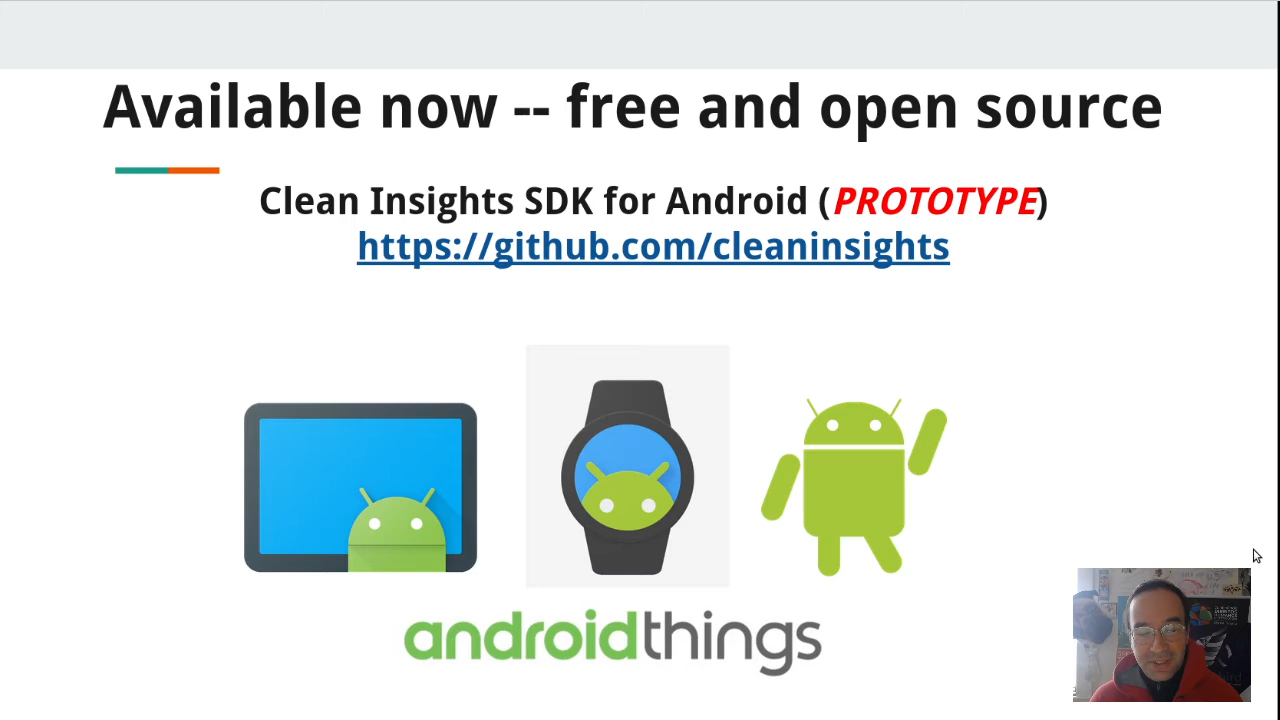 Available now -- free and open source
Clean Insights SDK for Android (PROTOTYPE)
https://github.com/cleaninsights
androidthings